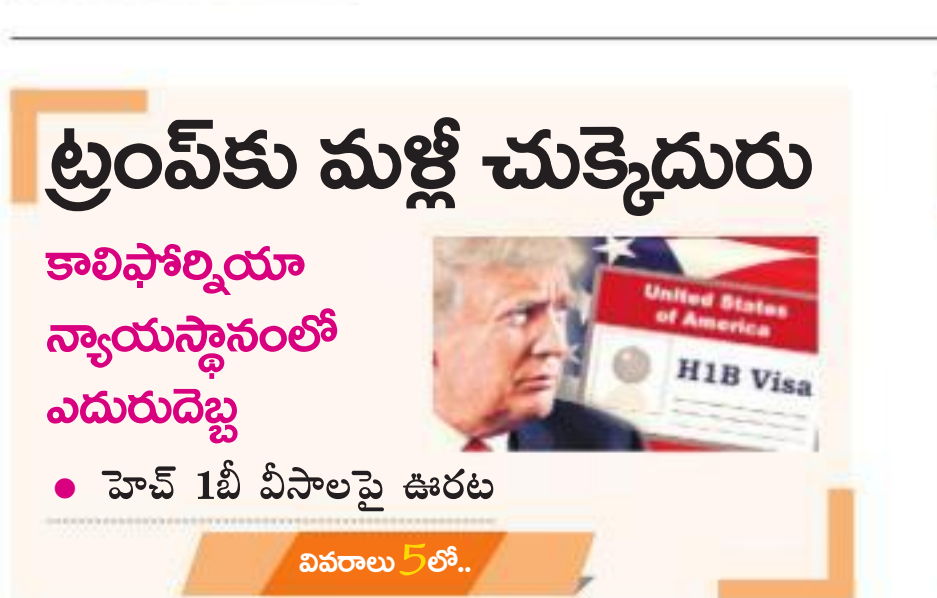 ట్రంప్‌కు మళ్లీ చుక్కెదురు
కాలిఫోర్నియా
న్యాయస్థానంలో
ఎదురుదెబ్బ
United States
of America
H1B Visa
• హెచ్ 1బీ వీసాలపై ఊరట
వివరాలు 5లో..